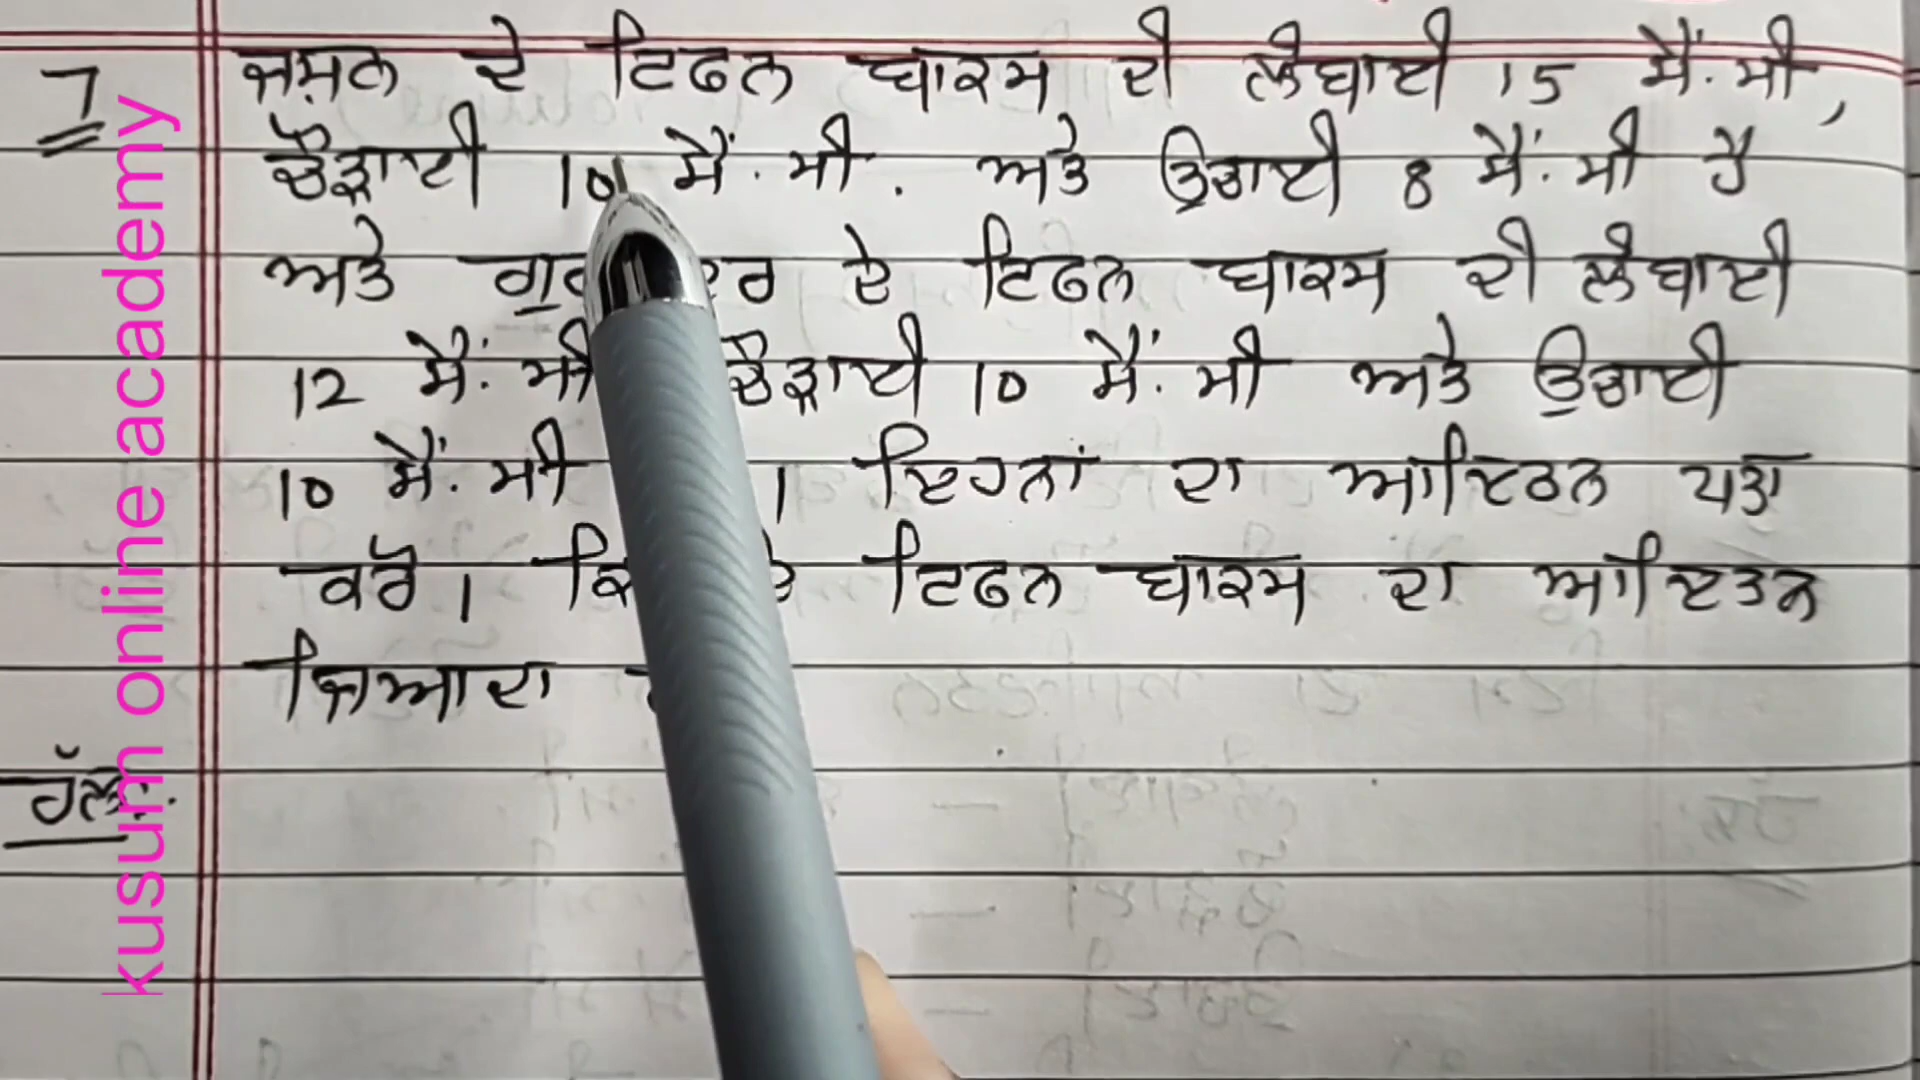 7 ਜਸ਼ਨ ਦੇ ਟਿਫਨ ਬਾਕਸ ਦੀ ਲੰਬਾਈ 15 ਸੈਂ.ਮੀ,
ਚੌੜਾਈ 10 ਸੈਂ.ਮੀ. ਅਤੇ ਉਚਾਈ 8 ਸੈਂ.ਮੀ ਹੈ
ਅਤੇ ਦੇ ਟਿਫਨ ਬਾਕਸ ਦੀ ਲੰਬਾਈ
12 ਸੈਂ.ਮੀ ਚੌੜਾਈ 10 ਸੈਂ.ਮੀ ਅਤੇ ਉਚਾਈ
10 ਸੈਂ.ਮੀ । ਇਹਨਾਂ ਦਾ ਆਇਤਨ ਪਤਾ
ਕਰੋ। ਟਿਫਨ ਬਾਕਸ ਦਾ ਆਇਤਨ
ਜ਼ਿਆਦਾ
ਹੱਲ:
kusum online academy